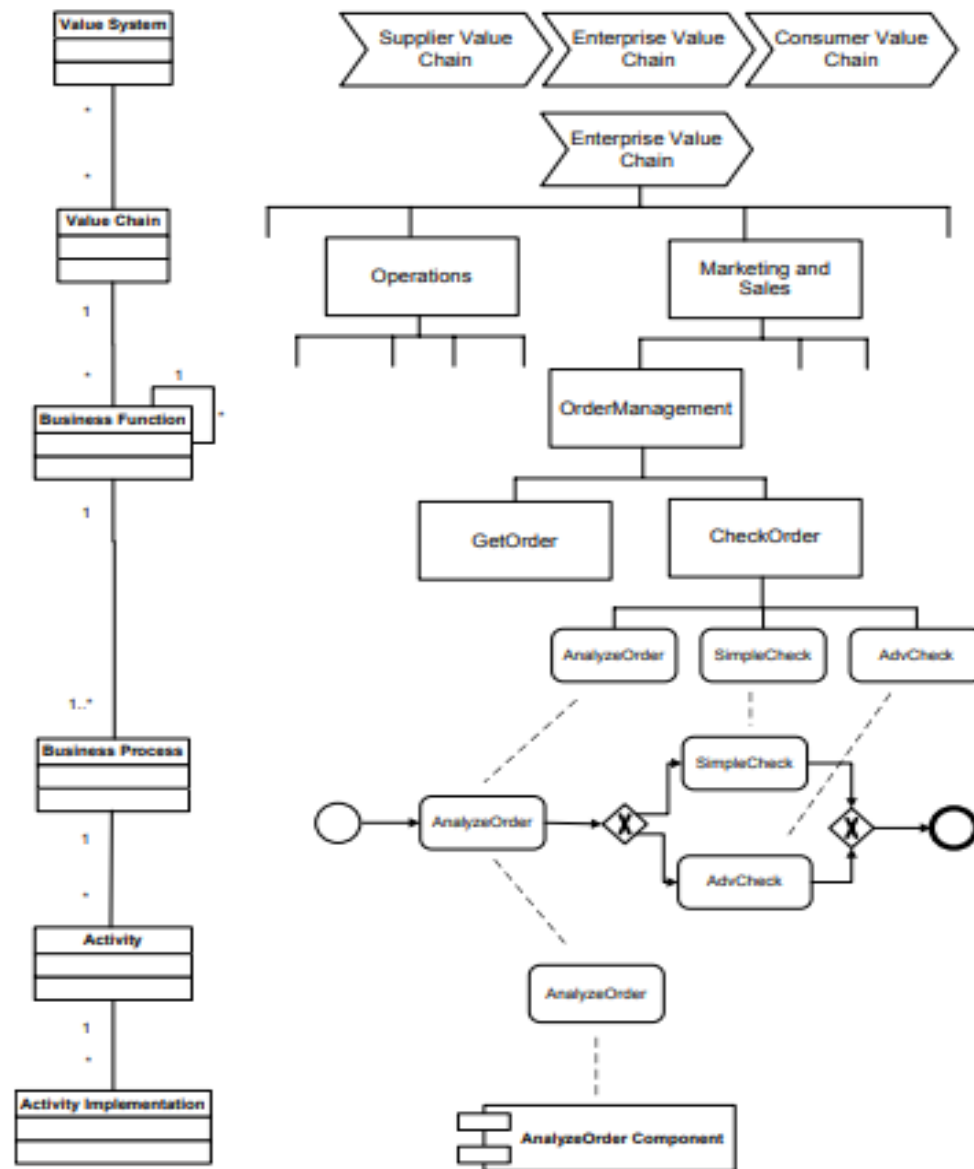 Value System
*
*
Value Chain
1
*
1
*
Business Function
1
1..*
Business Process
1
*
Activity
1
*
Activity Implementation
Supplier Value
Chain
Enterprise Value
Chain
Consumer Value
Chain
Enterprise Value
Chain
Operations
Marketing and
Sales
OrderManagement
GetOrder
CheckOrder
AnalyzeOrder
SimpleCheck
AdvCheck
SimpleCheck
AnalyzeOrder
X
X
AdvCheck
AnalyzeOrder
AnalyzeOrder Component